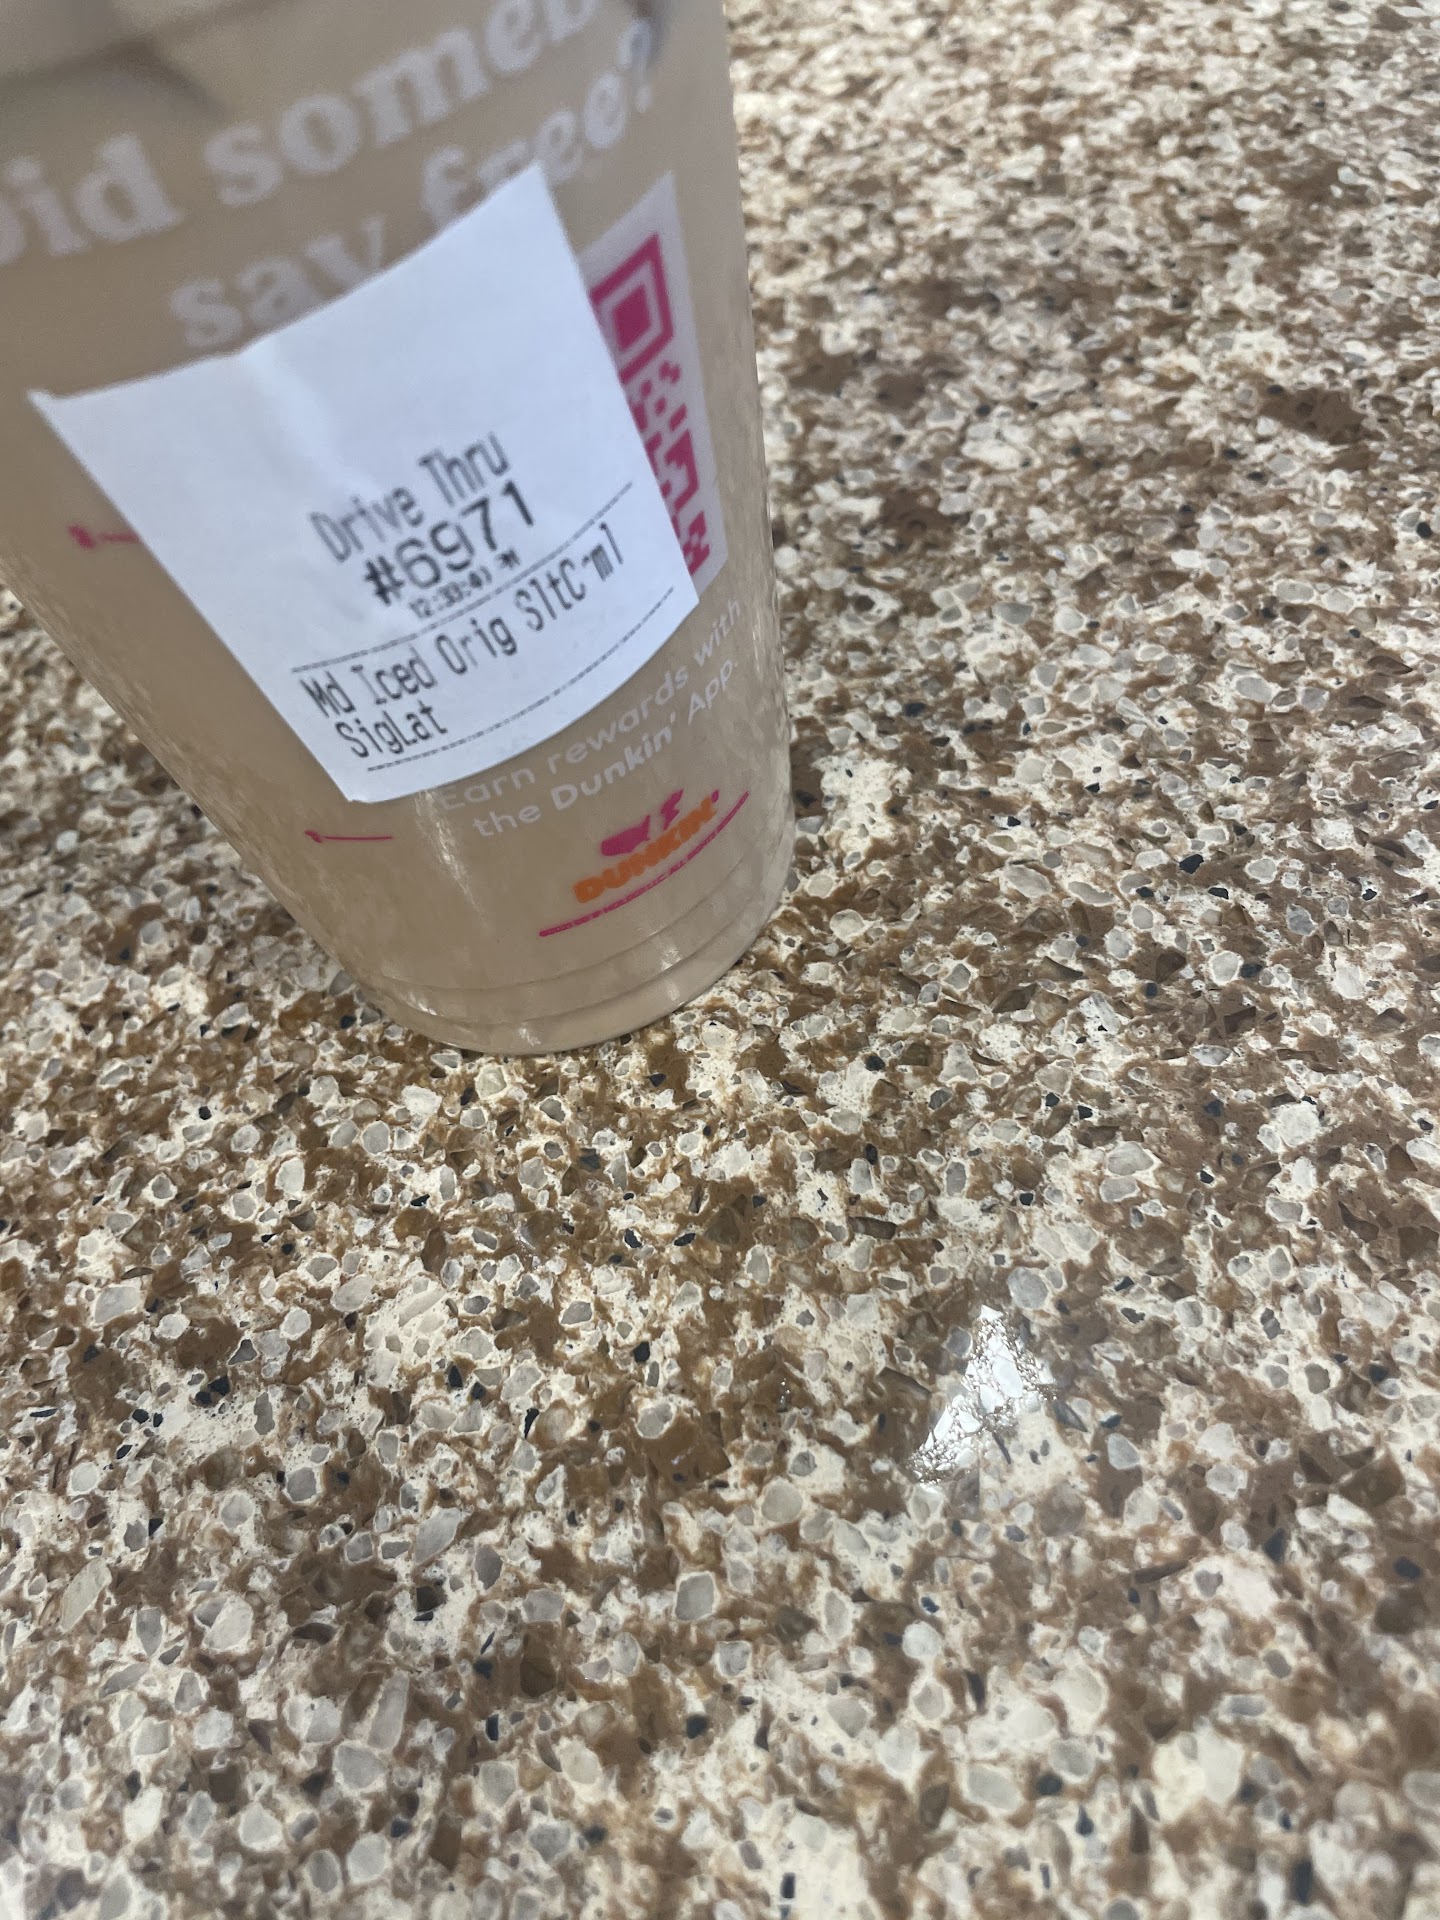 Did someb
say free?
Drive Thru
#6971
Md Iced Orig SltC-ml
SigLat
Earn rewards with
the Dunkin' App.
DUNKIN'